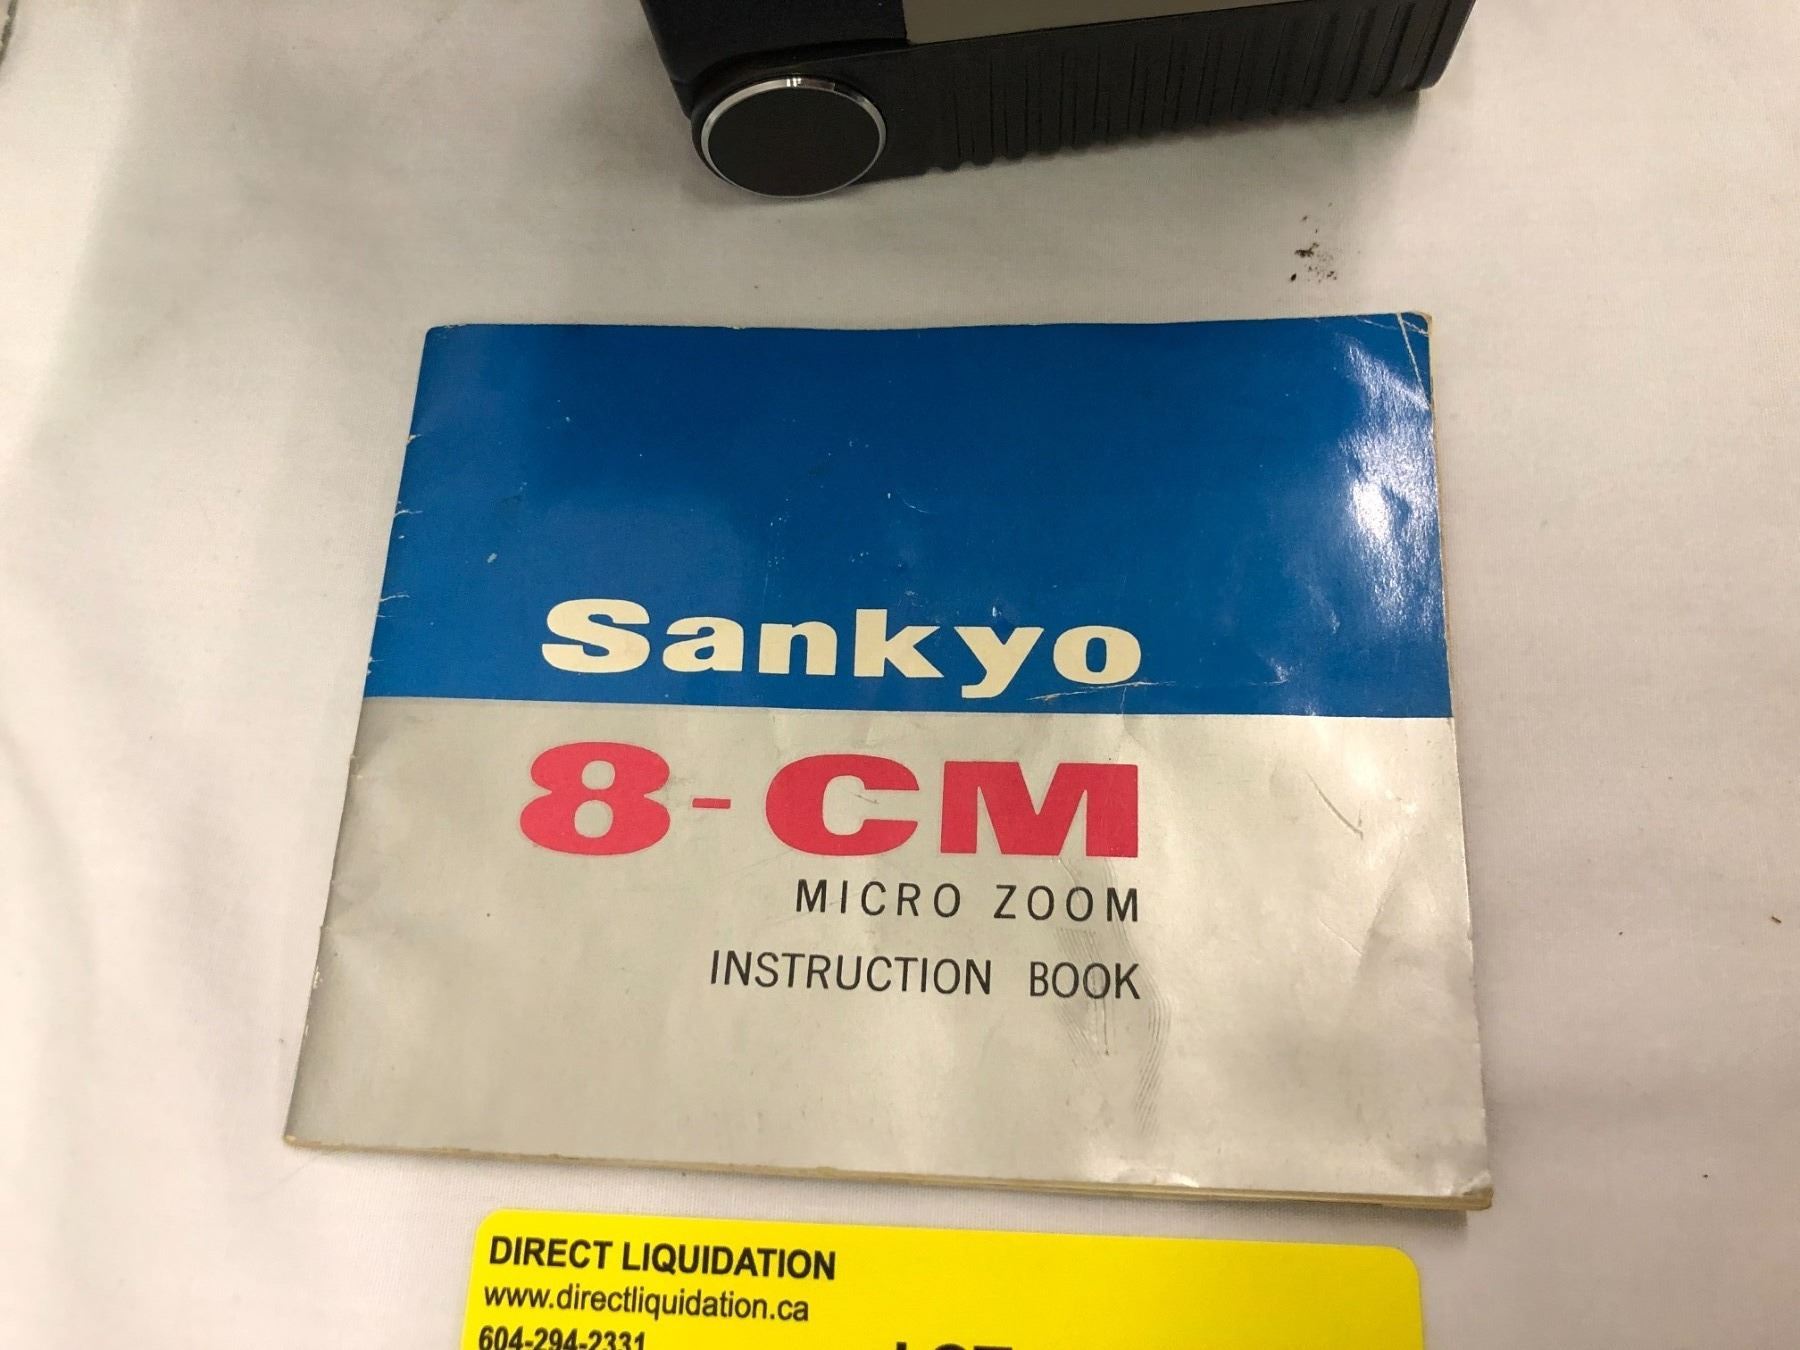 Sankyo
8-CM
MICRO ZOOM
INSTRUCTION BOOK
DIRECT LIQUIDATION
www.directliquidation.ca
604-294-2331